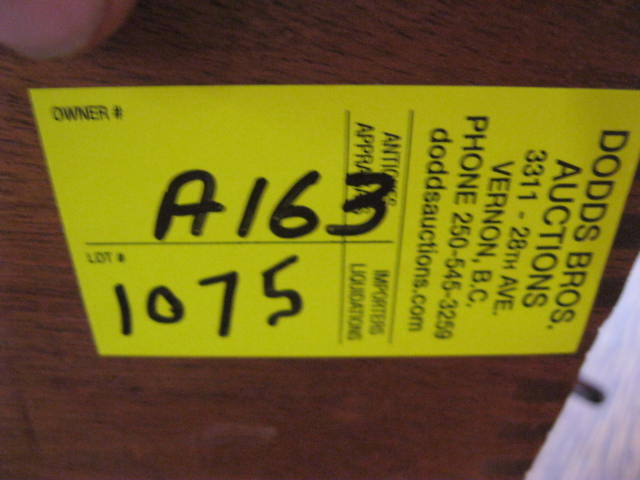 OWNER #
A163
LOT #
1075
DODDS BROS.
AUCTIONS
3311 - 28TH AVE.
VERNON, B.C.
PHONE 250-545-3259
doddsauctions.com
ANTIQUES IMPORTERS
APPRAISALS LIQUIDATIONS